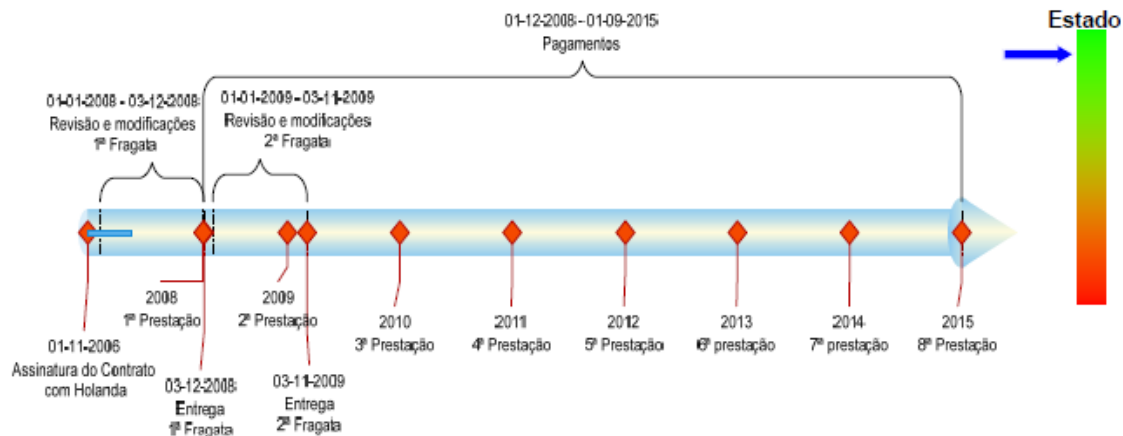 01-12-2008 - 01-09-2015
Pagamentos
Estado
01-01-2008 - 03-12-2008
Revisão e modificações
1ª Fragata
01-01-2009 - 03-11-2009
Revisão e modificações
2ª Fragata
2008
1ª Prestação
2009
2ª Prestação
2010
3ª Prestação
2011
4ª Prestação
2012
5ª Prestação
2013
6ª prestação
2014
7ª prestação
2015
8ª Prestação
01-11-2006
Assinatura do Contrato
com Holanda
03-12-2008
Entrega
1ª Fragata
03-11-2009
Entrega
2ª Fragata